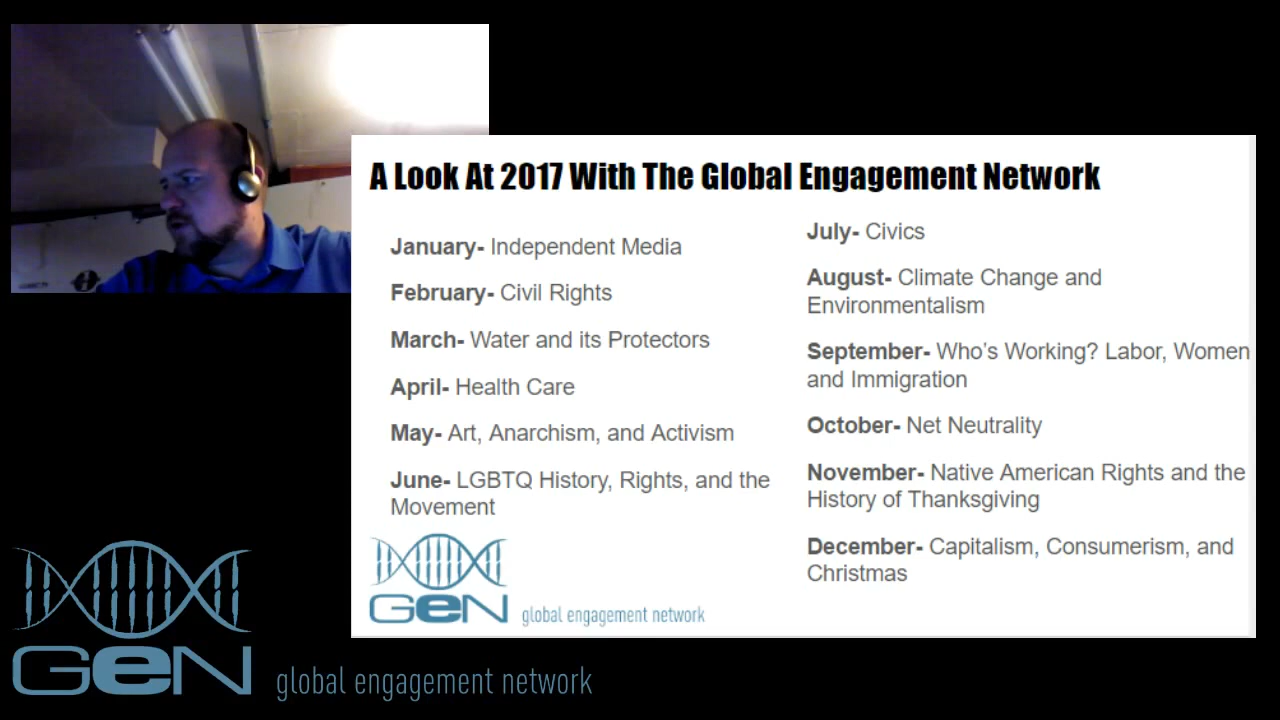 A Look At 2017 With The Global Engagement Network
January- Independent Media
February- Civil Rights
March- Water and its Protectors
April- Health Care
May- Art, Anarchism, and Activism
June- LGBTQ History, Rights, and the
Movement
July- Civics
August- Climate Change and
Environmentalism
September- Who's Working? Labor, Women
and Immigration
October- Net Neutrality
November- Native American Rights and the
History of Thanksgiving
December- Capitalism, Consumerism, and
Christmas
GeN global engagement network
GeN global engagement network